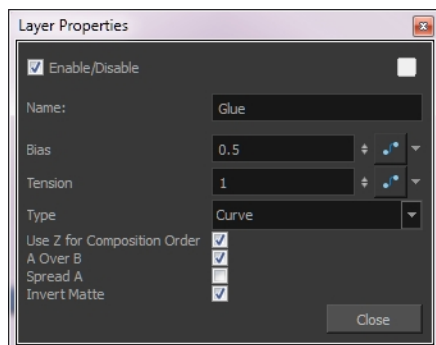 Layer Properties
Enable/Disable
Name: Glue
Bias 0.5
Tension 1
Type Curve
Use Z for Composition Order
A Over B
Spread A
Invert Matte
Close